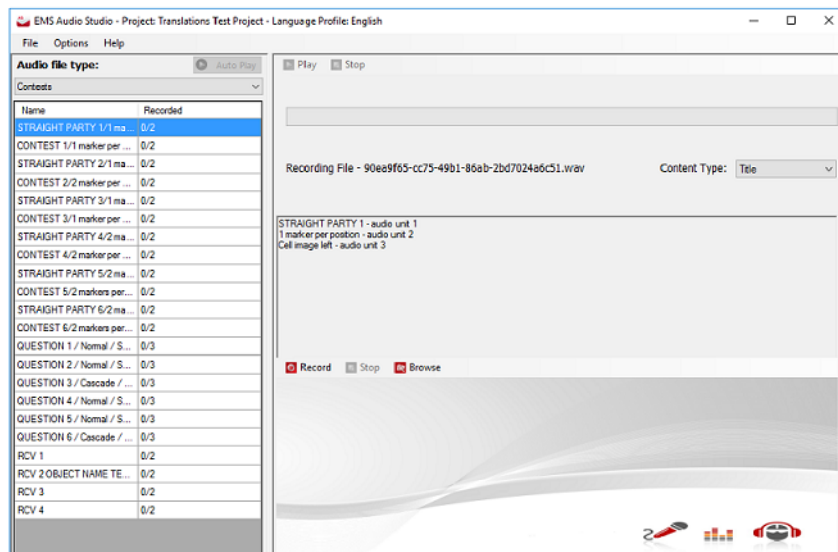 EMS Audio Studio - Project: Translations Test Project - Language Profile: English
File Options Help
Audio file type:
Auto Play
Contests
Name Recorded
STRAIGHT PARTY 1/1 ma... 0/2
CONTEST 1/1 marker per ... 0/2
STRAIGHT PARTY 2/1 ma... 0/2
CONTEST 2/2 marker per ... 0/2
STRAIGHT PARTY 3/1 ma... 0/2
CONTEST 3/1 marker per ... 0/2
STRAIGHT PARTY 4/2 ma... 0/2
CONTEST 4/2 marker per ... 0/2
STRAIGHT PARTY 5/2 ma... 0/2
CONTEST 5/2 markers per... 0/2
STRAIGHT PARTY 6/2 ma... 0/2
CONTEST 6/2 markers per... 0/2
QUESTION 1 / Normal / S... 0/3
QUESTION 2 / Normal / S... 0/3
QUESTION 3 / Cascade / ... 0/3
QUESTION 4 / Normal / S... 0/3
QUESTION 5 / Normal / S... 0/3
QUESTION 6 / Cascade / ... 0/3
RCV 1 0/2
RCV 2 OBJECT NAME TE... 0/2
RCV 3 0/2
RCV 4 0/2
Play Stop
Recording File - 90ea9f65-cc75-49b1-86ab-2bd7024a6c51.wav
Content Type: Title
STRAIGHT PARTY 1 - audio unit 1
1 marker per position - audio unit 2
Cell image left - audio unit 3
Record Stop Browse